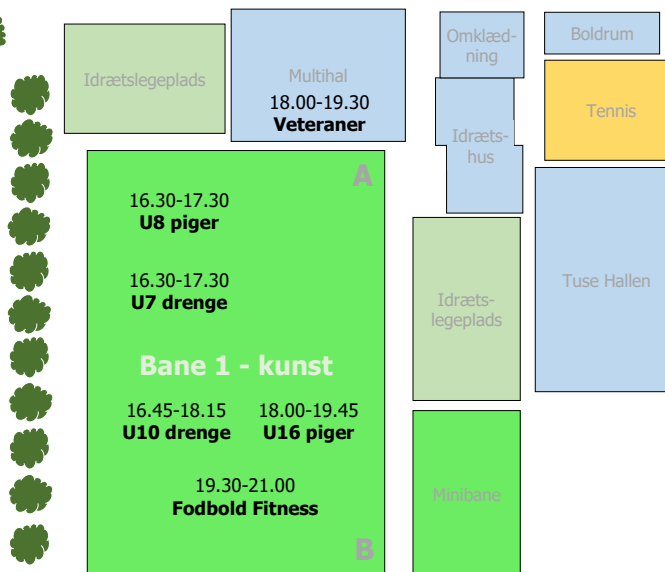 Idrætslegeplads
Multihal
18.00-19.30
Veteraner
Omklæd-
ning
Boldrum
Idræts-
hus
Tennis
A
16.30-17.30
U8 piger
16.30-17.30
U7 drenge
Bane 1 - kunst
16.45-18.15
U10 drenge
18.00-19.45
U16 piger
19.30-21.00
Fodbold Fitness
B
Idræts-
legeplads
Tuse Hallen
Minibane